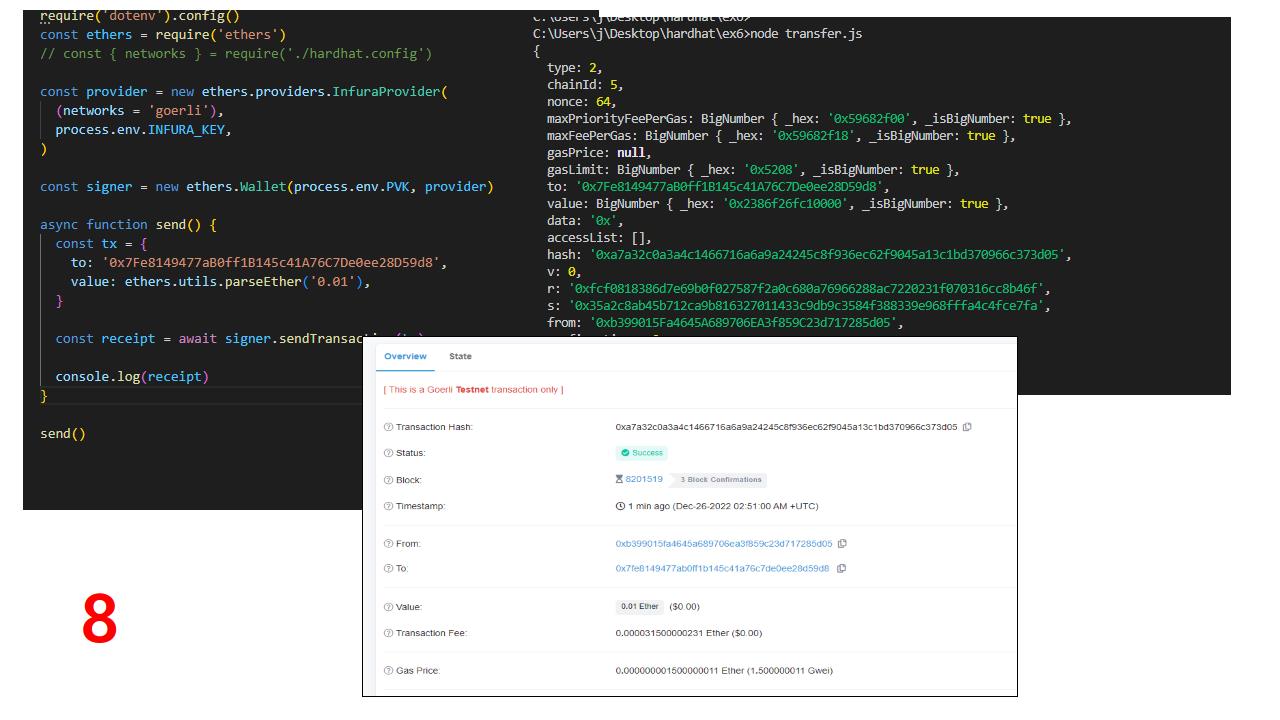 require('dotenv').config()
const ethers = require('ethers')
// const { networks } = require('./hardhat.config')
const provider = new ethers.providers.InfuraProvider(
(networks = 'goerli'),
process.env.INFURA_KEY,
)
const signer = new ethers.Wallet(process.env.PVK, provider)
async function send() {
const tx = {
to: '0x7Fe8149477aB0ff1B145c41A76C7De0ee28D59d8',
value: ethers.utils.parseEther('0.01'),
}
const receipt = await signer.sendTransac
console.log(receipt)
}
send()
C:\Users\j\Desktop\hardhat\ex6>
C:\Users\j\Desktop\hardhat\ex6>node transfer.js
{
type: 2,
chainId: 5,
nonce: 64,
maxPriorityFeePerGas: BigNumber { _hex: '0x59682f00', _isBigNumber: true },
maxFeePerGas: BigNumber { _hex: '0x59682f18', _isBigNumber: true },
gasPrice: null,
gasLimit: BigNumber { _hex: '0x5208', _isBigNumber: true },
to: '0x7Fe8149477aB0ff1B145c41A76C7De0ee28D59d8',
value: BigNumber { _hex: '0x2386f26fc10000', _isBigNumber: true },
data: '0x',
accessList: [],
hash: '0xa7a32c0a3a4c1466716a6a9a24245c8f936ec62f9045a13c1bd370966c373d05',
v: 0,
r: '0xfcf0818386d7e69b0f027587f2a0c680a76966288ac7220231f070316cc8b46f',
s: '0x35a2c8ab45b712ca9b816327011433c9db9c3584f388339e968fffa4c4fce7fa',
from: '0xb399015Fa4645A689706EA3f859C23d717285d05',
Overview State
[ This is a Goerli Testnet transaction only ]
Transaction Hash: 0xa7a32c0a3a4c1466716a6a9a24245c8f936ec62f9045a13c1bd370966c373d05
Status: Success
Block: 8201519 3 Block Confirmations
Timestamp: 1 min ago (Dec-26-2022 02:51:00 AM +UTC)
From: 0xb399015fa4645a689706ea3f859c23d717285d05
To: 0x7fe8149477ab0ff1b145c41a76c7de0ee28d59d8
Value: 0.01 Ether ($0.00)
Transaction Fee: 0.000031500000231 Ether ($0.00)
Gas Price: 0.000000001500000011 Ether (1.500000011 Gwei)
8